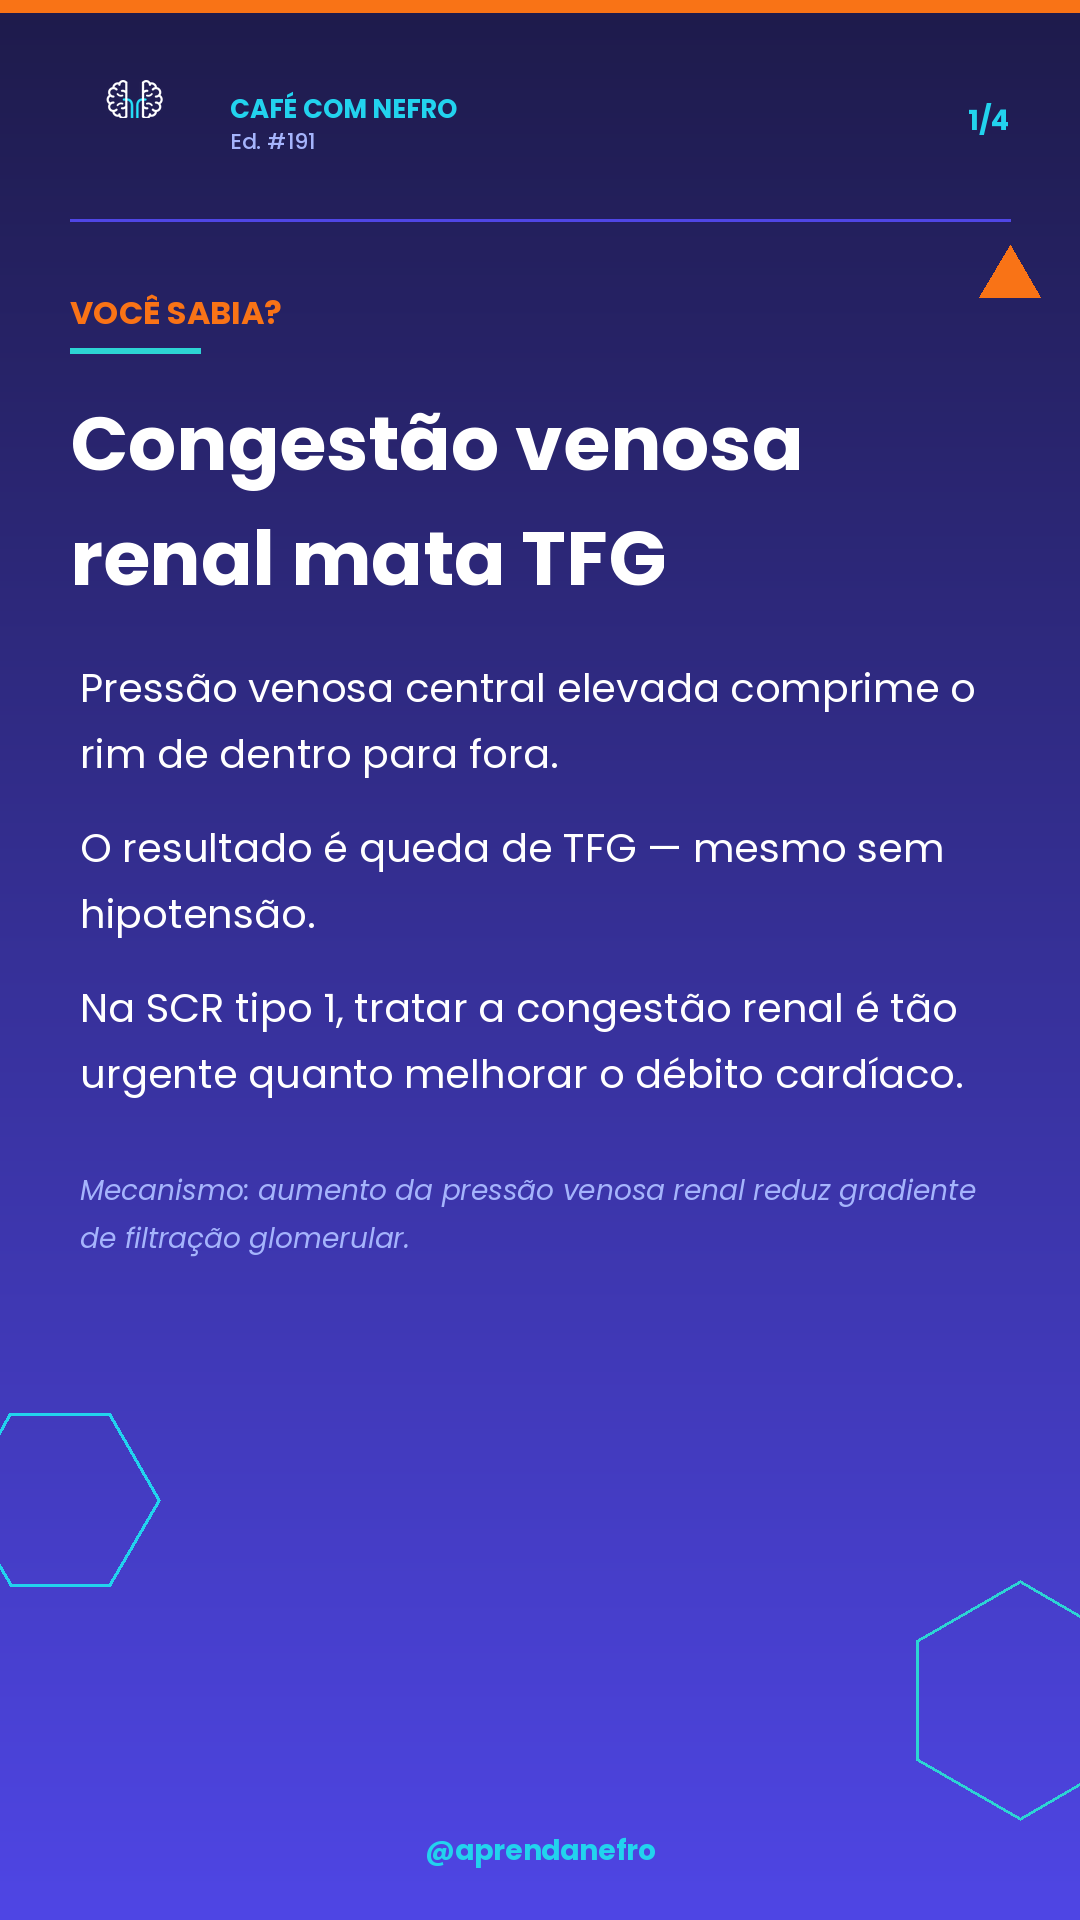 CAFÉ COM NEFRO
Ed. #191
1/4
VOCÊ SABIA?
Congestão venosa
renal mata TFG
Pressão venosa central elevada comprime o
rim de dentro para fora.
O resultado é queda de TFG — mesmo sem
hipotensão.
Na SCR tipo 1, tratar a congestão renal é tão
urgente quanto melhorar o débito cardíaco.
Mecanismo: aumento da pressão venosa renal reduz gradiente
de filtração glomerular.
@aprendanefro